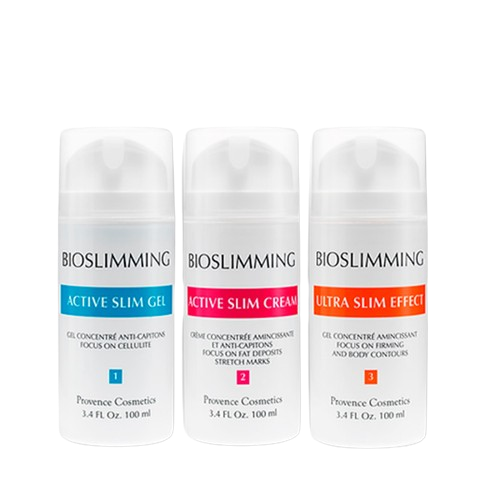 BIOSLIMMING
ACTIVE SLIM GEL
GEL CONCENTRÉ ANTI-CAPITONS
FOCUS ON CELLULITE
1
Provence Cosmetics
3.4 FL Oz. 100 ml
BIOSLIMMING
ACTIVE SLIM CREAM
CRÈME CONCENTRÉE AMINCISSANTE
ET ANTI-CAPITONS
FOCUS ON FAT DEPOSITS
STRETCH MARKS
2
Provence Cosmetics
3.4 FL Oz. 100 ml
BIOSLIMMING
ULTRA SLIM EFFECT
GEL CONCENTRÉ AMINCISSANT
FOCUS ON FIRMING
AND BODY CONTOURS
3
Provence Cosmetics
3.4 FL Oz. 100 ml